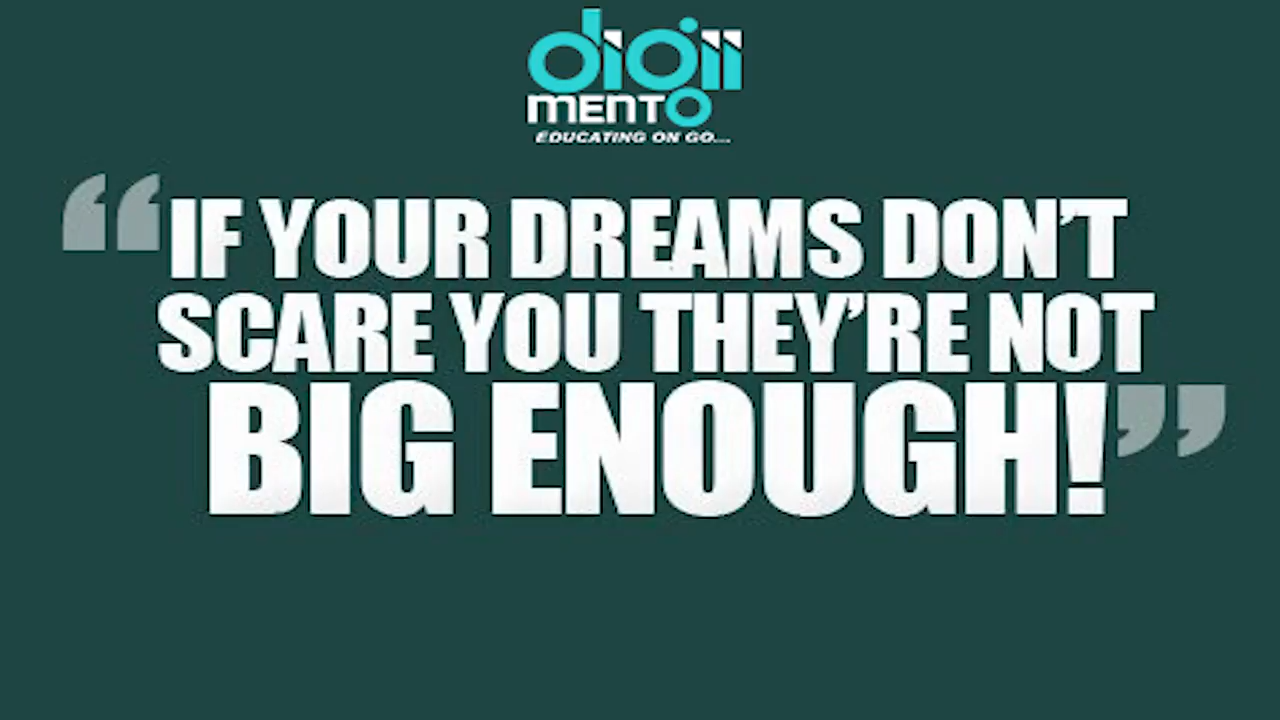 digii
MENTO
EDUCATING ON GO...
“IF YOUR DREAMS DON'T
SCARE YOU THEY'RE NOT
BIG ENOUGH!”